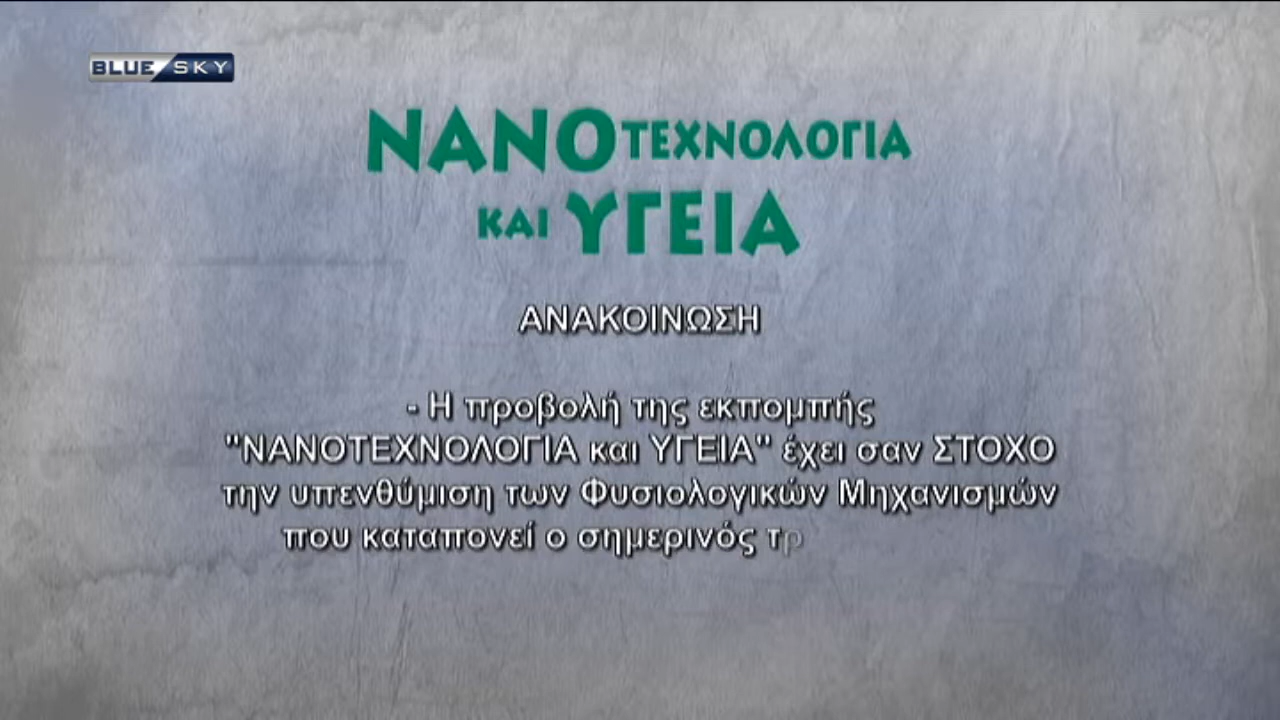 BLUE SKY
ΝΑΝΟΤΕΧΝΟΛΟΓΙΑ
ΚΑΙ ΥΓΕΙΑ
ΑΝΑΚΟΙΝΩΣΗ
- Η προβολή της εκπομπής
"ΝΑΝΟΤΕΧΝΟΛΟΓΙΑ και ΥΓΕΙΑ" έχει σαν ΣΤΟΧΟ
την υπενθύμιση των Φυσιολογικών Μηχανισμών
που καταπονεί ο σημερινός τρ